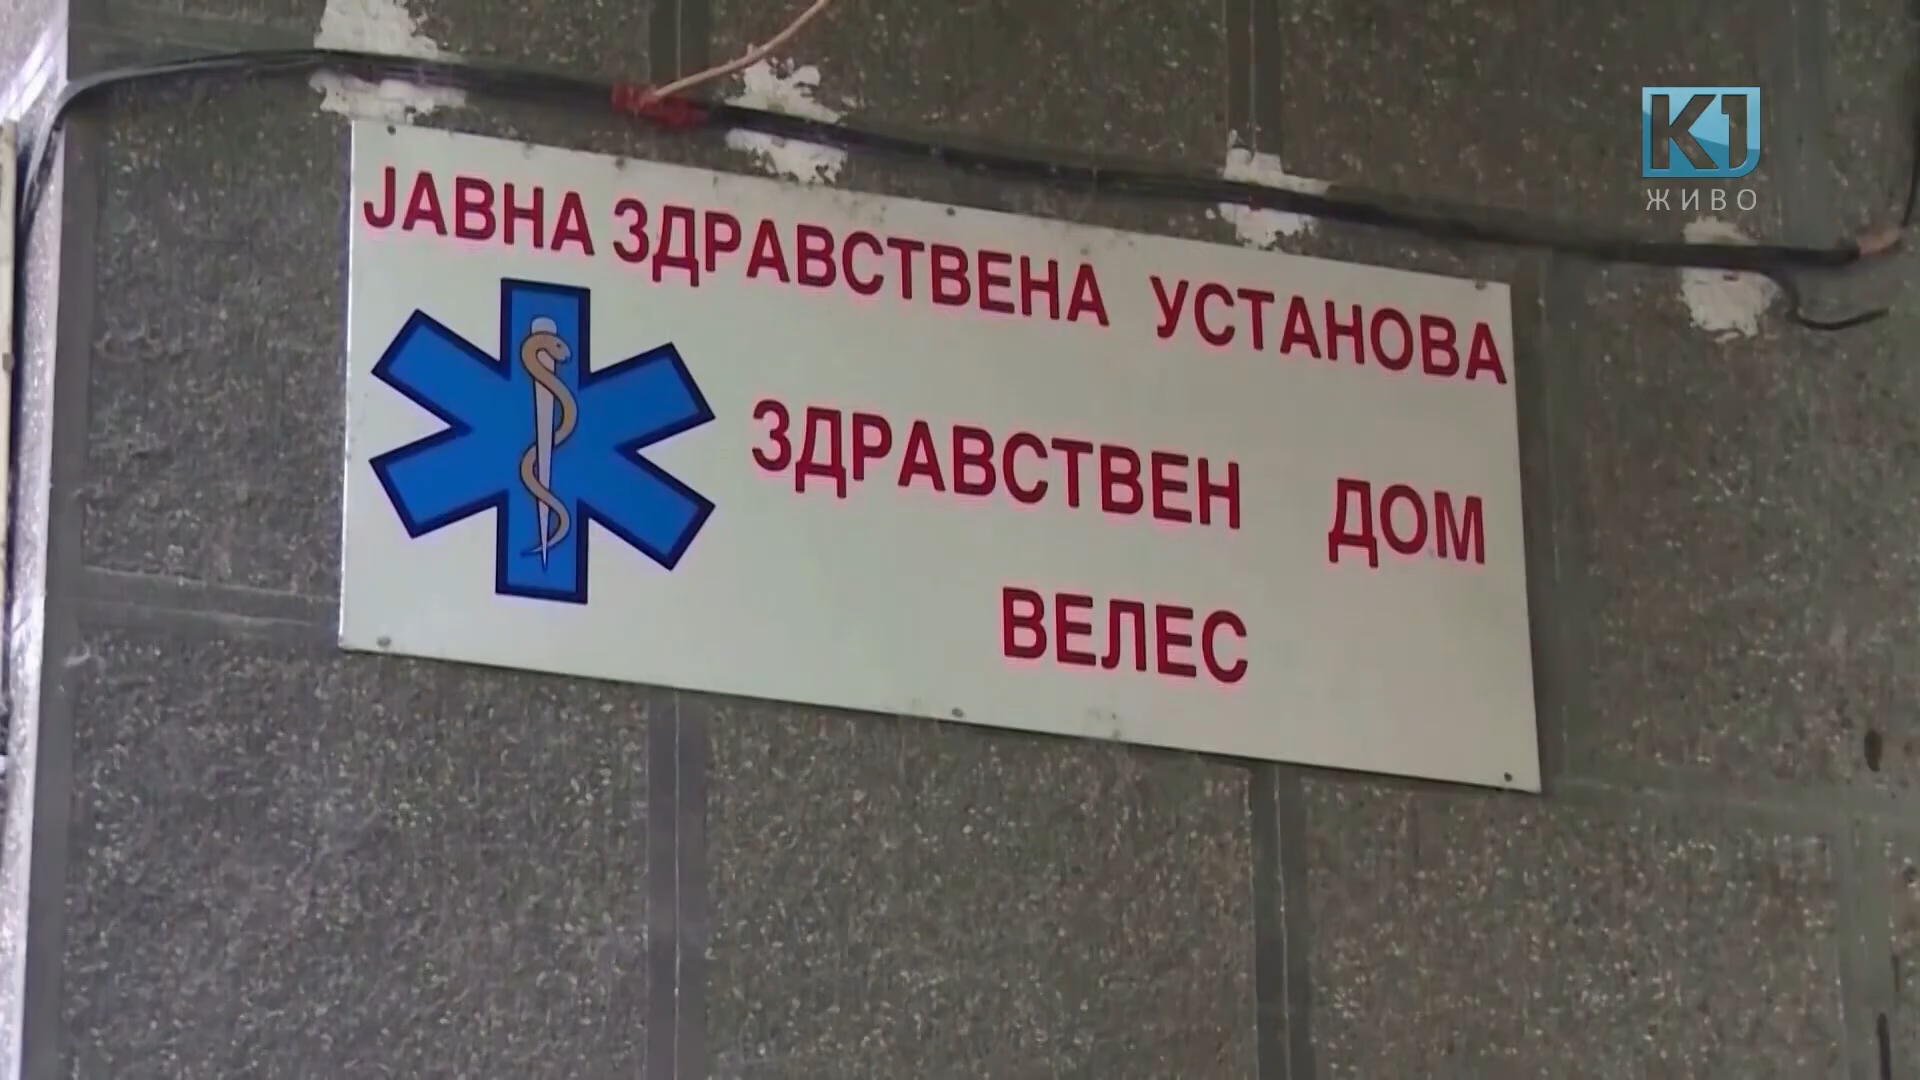 K1
ЖИВО
ЈАВНА ЗДРАВСТВЕНА УСТАНОВА
ЗДРАВСТВЕН ДОМ
ВЕЛЕС